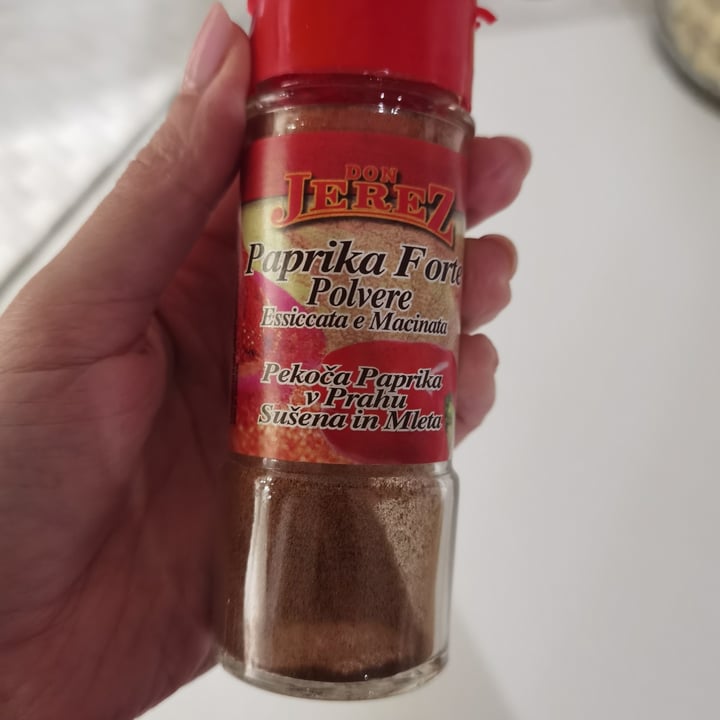 DON
JEREZ
Paprika Forte
Polvere
Essiccata e Macinata
Pekoča Paprika
v Prahu
Sušena in Mleta